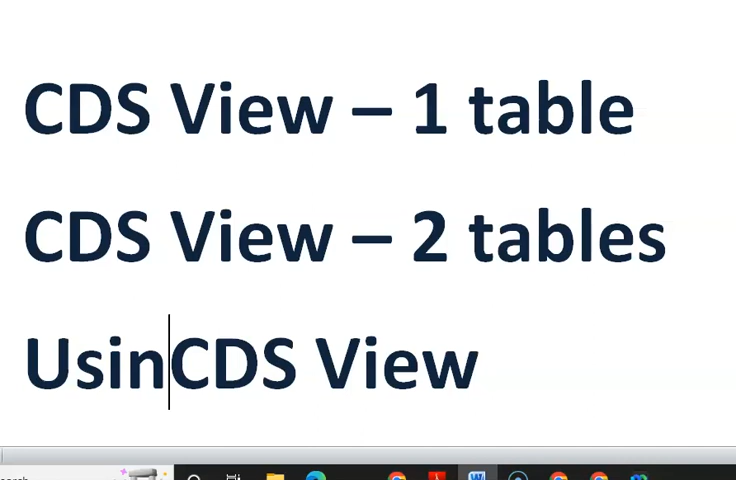 CDS View – 1 table
CDS View – 2 tables
UsinCDS View